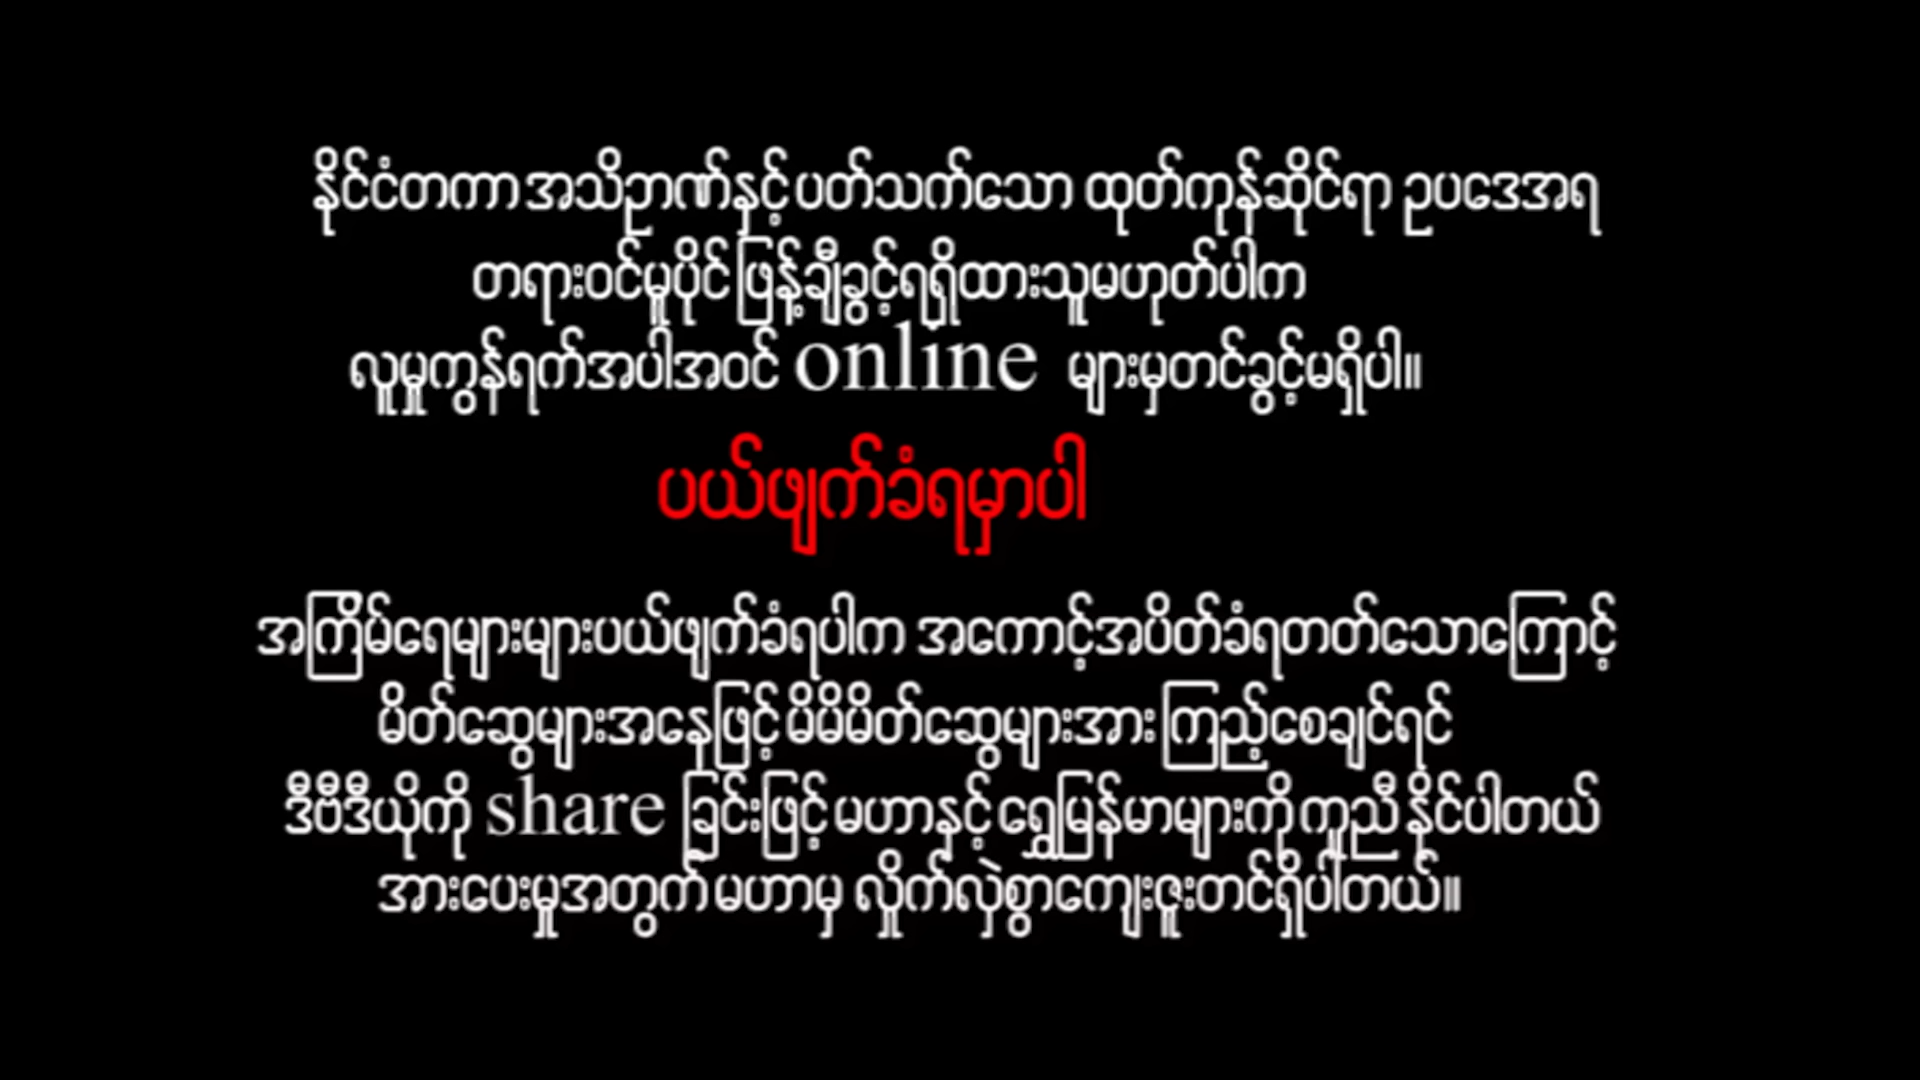 နိုင်ငံတကာ အသိဉာဏ်နှင့် ပတ်သက်သော ထုတ်ကုန်ဆိုင်ရာ ဥပဒေအရ
တရားဝင်မူပိုင် ဖြန့်ချီခွင့်ရရှိထားသူမဟုတ်ပါက
လူမှုကွန်ရက်အပါအဝင် online များမှတင်ခွင့်မရှိပါ။
ပယ်ဖျက်ခံရမှာပါ
အကြိမ်ရေများများပယ်ဖျက်ခံရပါက အကောင့်အပိတ်ခံရတတ်သောကြောင့်
မိတ်ဆွေများအနေဖြင့် မိမိမိတ်ဆွေများအား ကြည့်စေချင်ရင်
ဒီဗီဒီယိုကို share ခြင်းဖြင့် မဟာနှင့် ရွှေမြန်မာများကို ကူညီ နိုင်ပါတယ်
အားပေးမှုအတွက် မဟာမှ လှိုက်လှဲစွာကျေးဇူးတင်ရှိပါတယ်။